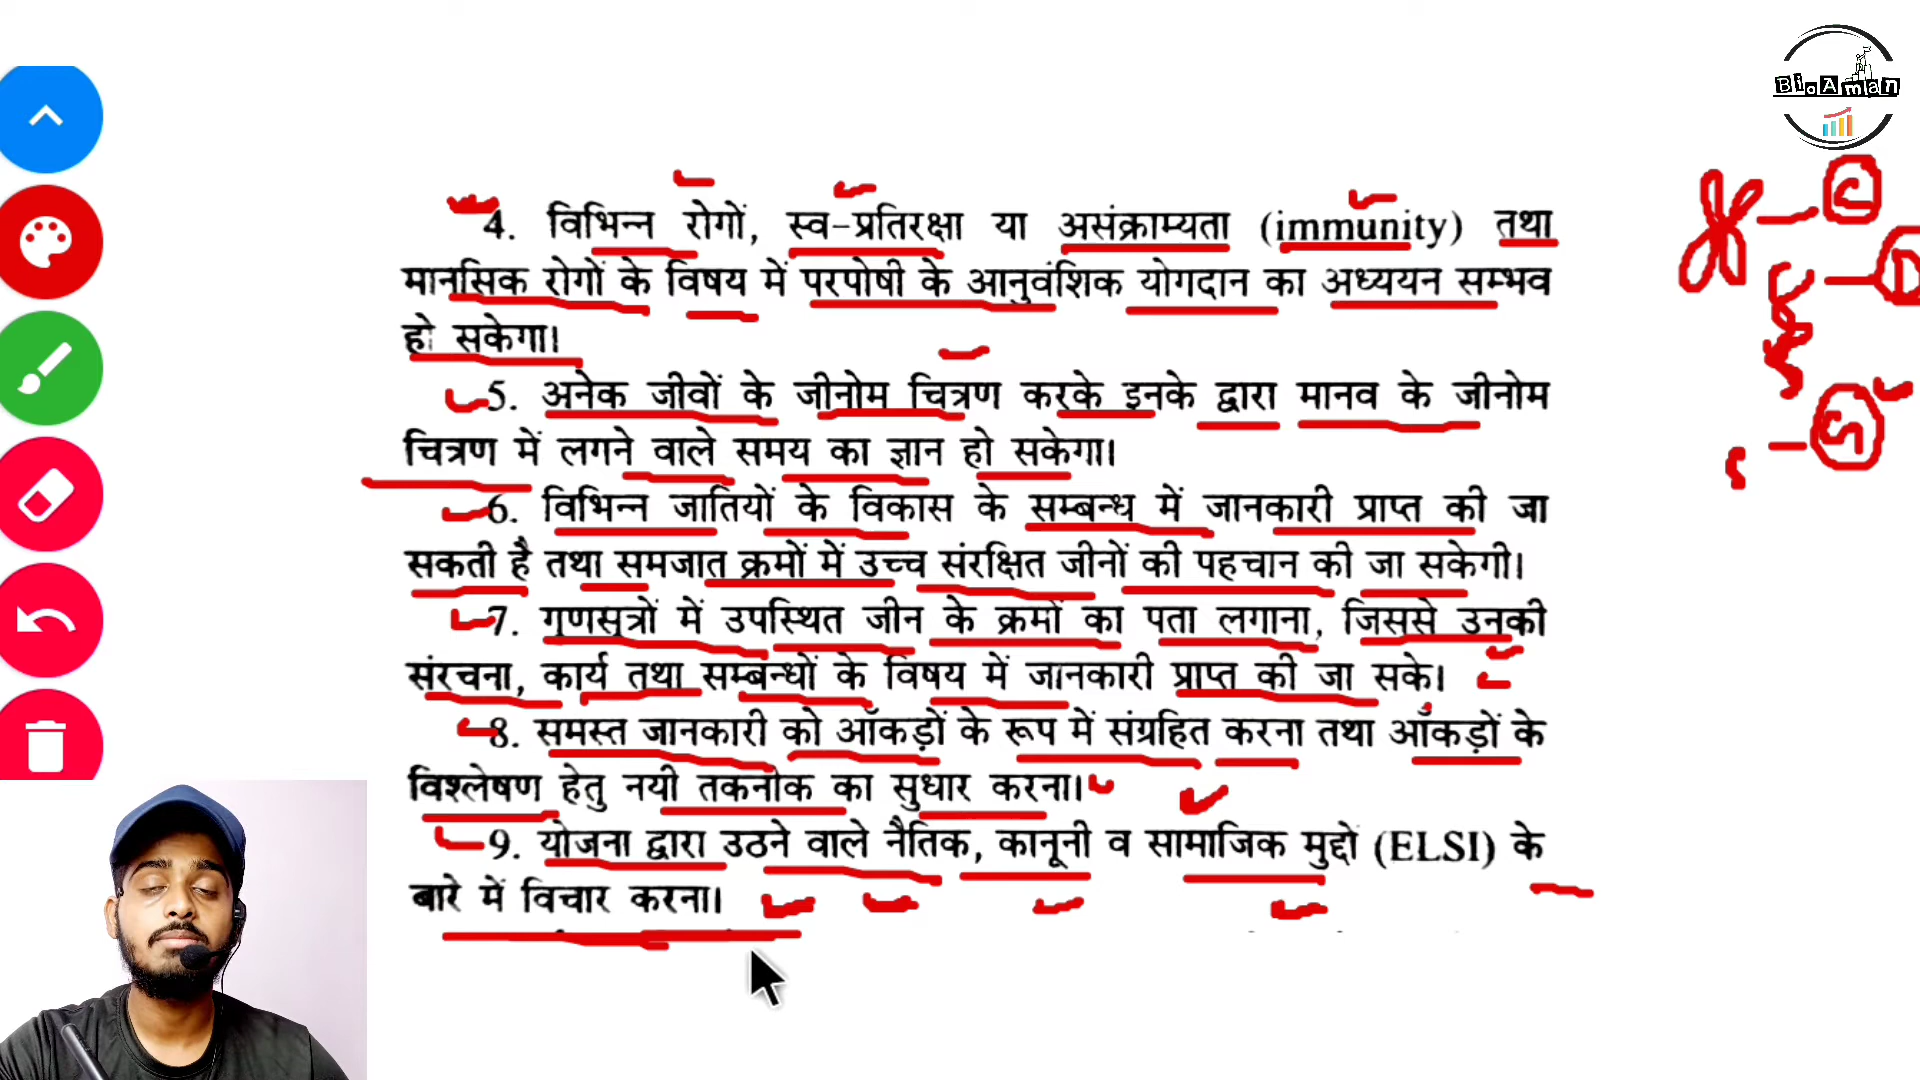 BioAman
4. विभिन्न रोगों, स्व-प्रतिरक्षा या असंक्राम्यता (immunity) तथा
मानसिक रोगों के विषय में परपोषी के आनुवंशिक योगदान का अध्ययन सम्भव
हो सकेगा।
5. अनेक जीवों के जीनोम चित्रण करके इनके द्वारा मानव के जीनोम
चित्रण में लगने वाले समय का ज्ञान हो सकेगा।
6. विभिन्न जातियों के विकास के सम्बन्ध में जानकारी प्राप्त की जा
सकती है तथा समजात क्रमों में उच्च संरक्षित जीनों की पहचान की जा सकेगी।
7. गुणसूत्रों में उपस्थित जीन के क्रमों का पता लगाना, जिससे उनकी
संरचना, कार्य तथा सम्बन्धों के विषय में जानकारी प्राप्त की जा सके।
8. समस्त जानकारी को आँकड़ों के रूप में संग्रहित करना तथा आँकड़ों के
विश्लेषण हेतु नयी तकनीक का सुधार करना।
9. योजना द्वारा उठने वाले नैतिक, कानूनी व सामाजिक मुद्दो (ELSI) के
बारे में विचार करना।
C
D